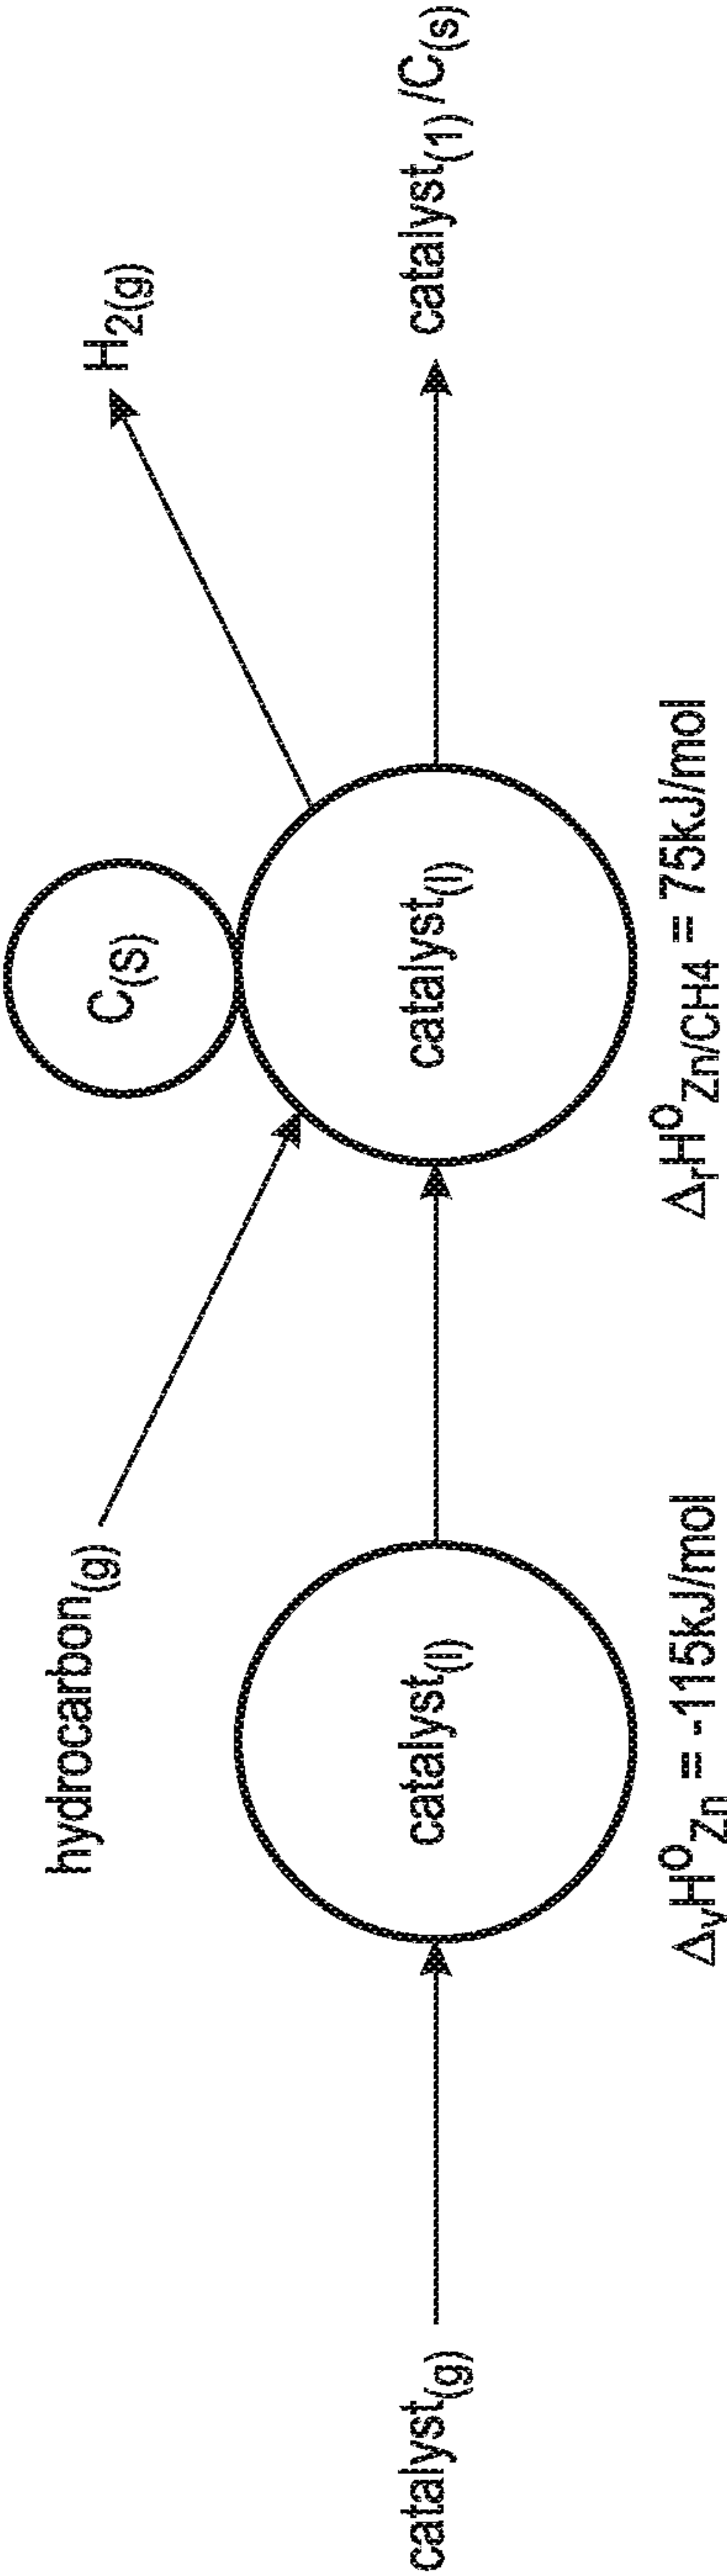 catalyst(g)
catalyst(l)
ΔvH°Zn = -115kJ/mol
hydrocarbon(g)
C(S)
catalyst(l)
ΔrH°Zn/CH4 = 75kJ/mol
H2(g)
catalyst(1)/C(s)